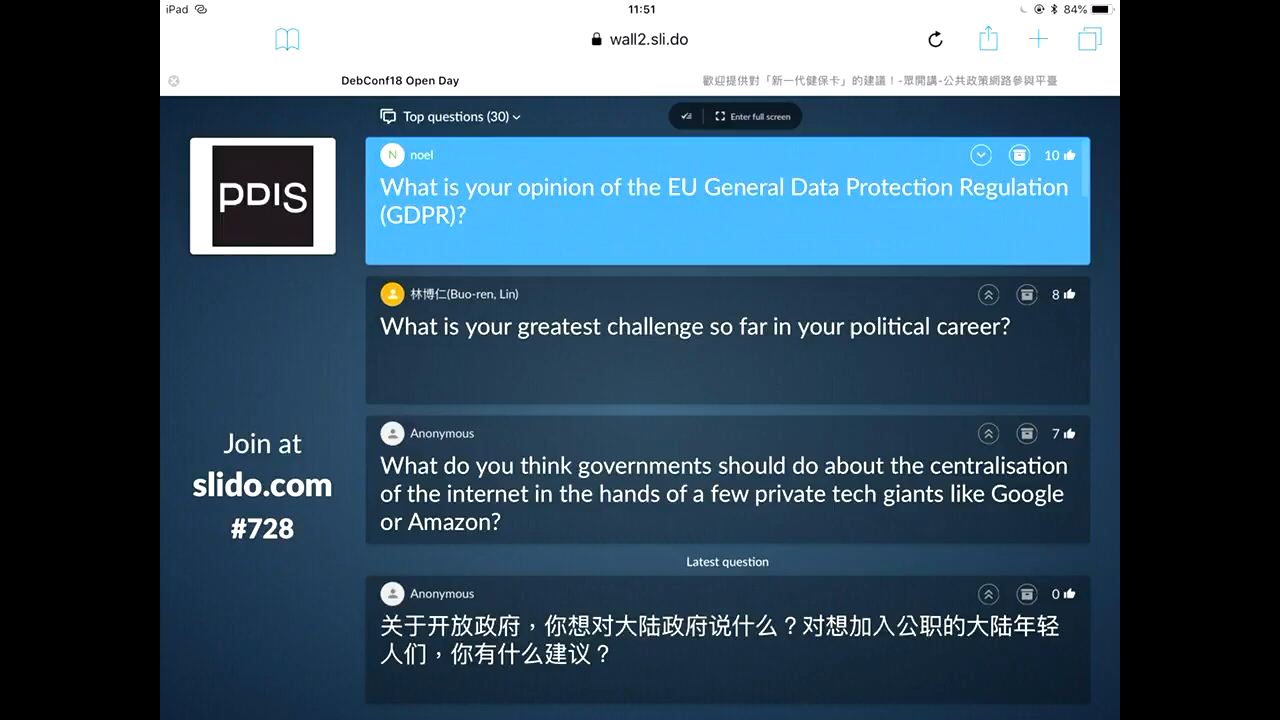 iPad
11:51
84%
wall2.sli.do
DebConf18 Open Day
歡迎提供對「新一代健保卡」的建議！-眾開講-公共政策網路參與平臺
Top questions (30)
Enter full screen
PDIS
N noel
10
What is your opinion of the EU General Data Protection Regulation
(GDPR)?
林博仁(Buo-ren, Lin)
8
What is your greatest challenge so far in your political career?
Join at
slido.com
#728
Anonymous
7
What do you think governments should do about the centralisation
of the internet in the hands of a few private tech giants like Google
or Amazon?
Latest question
Anonymous
0
关于开放政府，你想对大陆政府说什么？对想加入公职的大陆年轻
人们，你有什么建议？